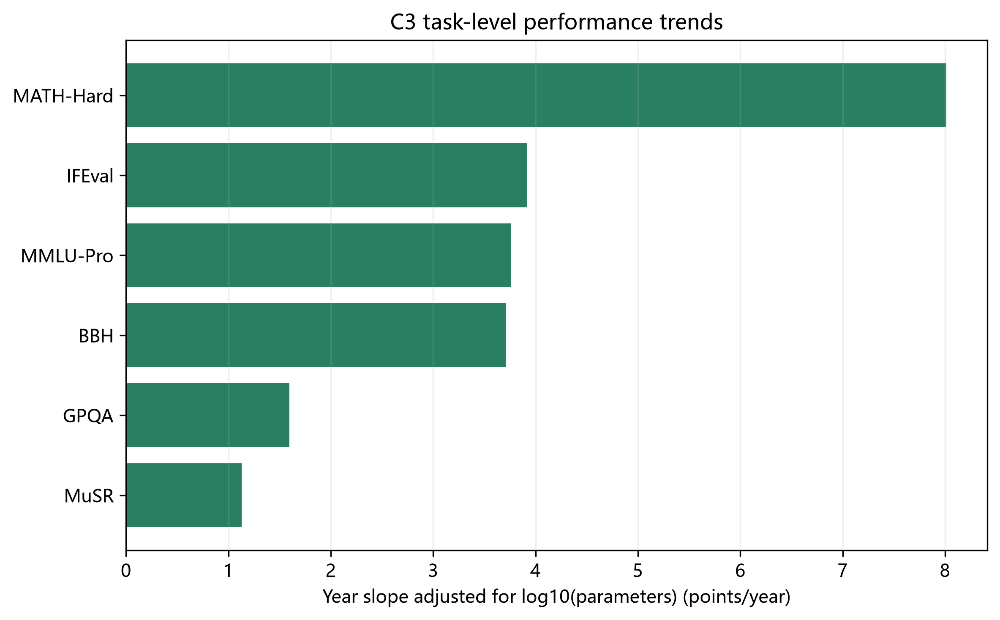 C3 task-level performance trends
MATH-Hard
IFEval
MMLU-Pro
BBH
GPQA
MuSR
0 1 2 3 4 5 6 7 8
Year slope adjusted for log10(parameters) (points/year)